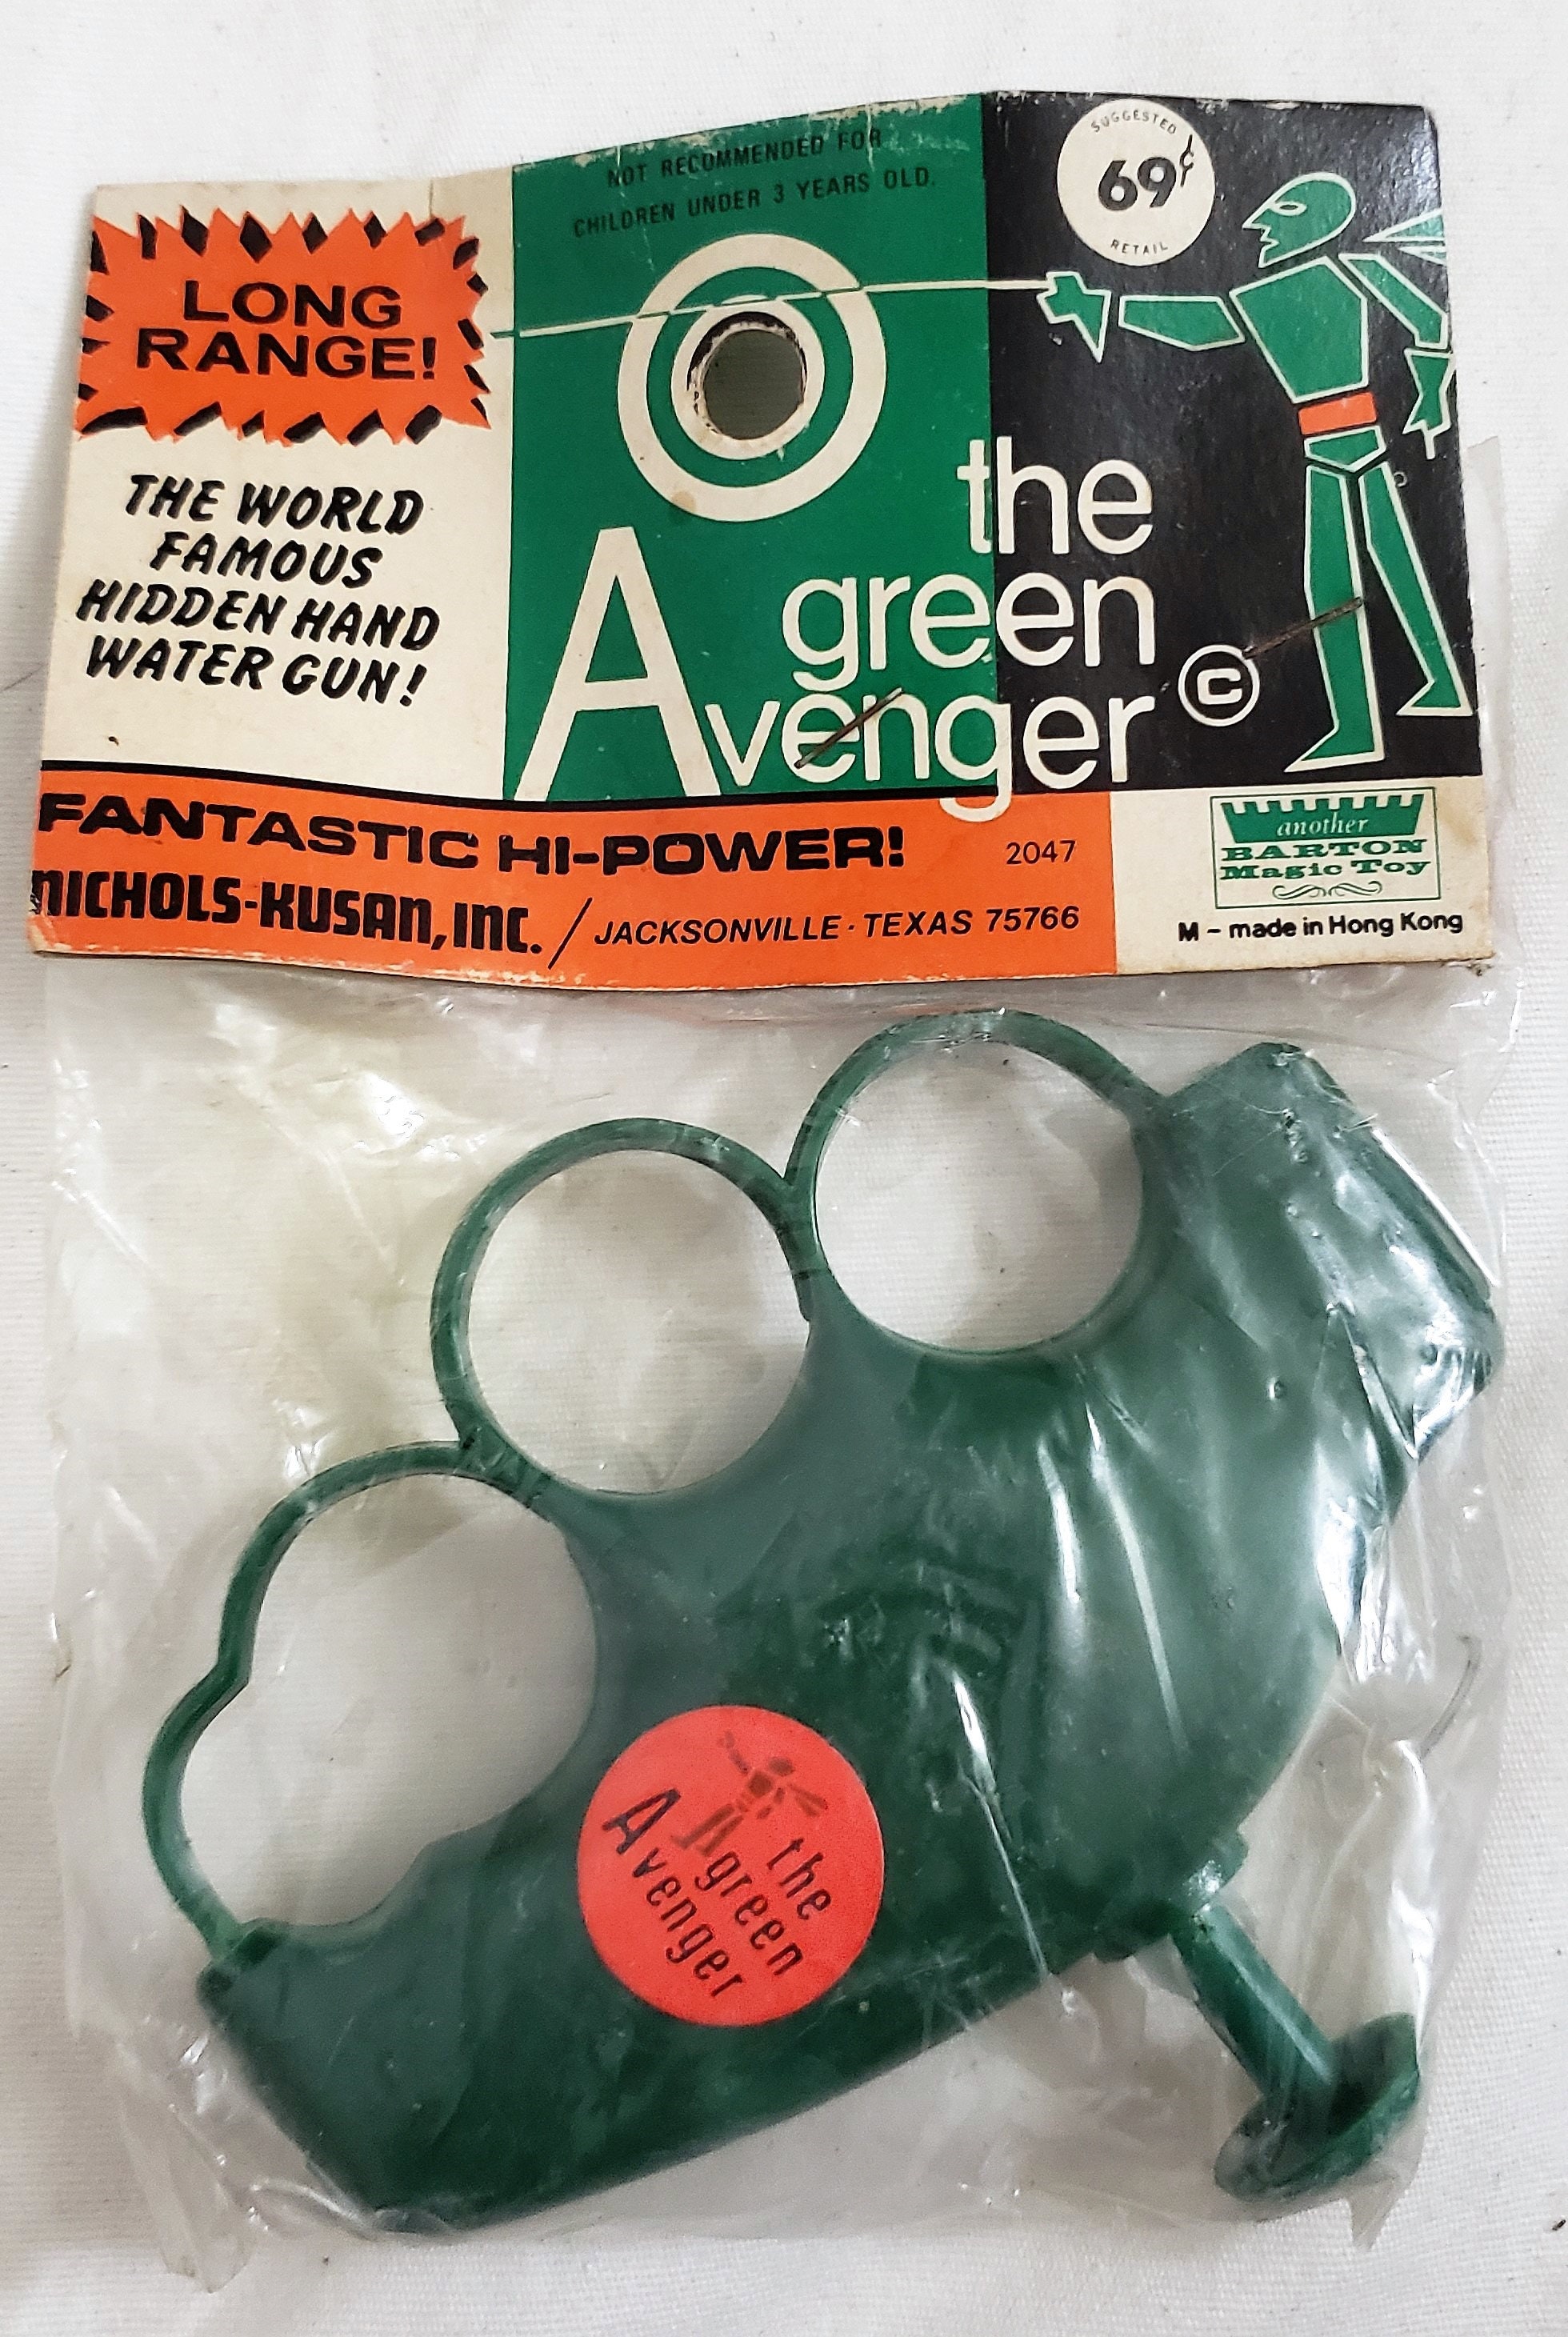 NOT RECOMMENDED FOR
CHILDREN UNDER 3 YEARS OLD.
SUGGESTED
69¢
RETAIL
LONG
RANGE!
THE WORLD
FAMOUS
HIDDEN HAND
WATER GUN!
the
green
Avenger ©
FANTASTIC HI-POWER! 2047
NICHOLS-KUSAN, INC. / JACKSONVILLE · TEXAS 75766
another
BARTON
Magic Toy
M – made in Hong Kong
the
green
Avenger